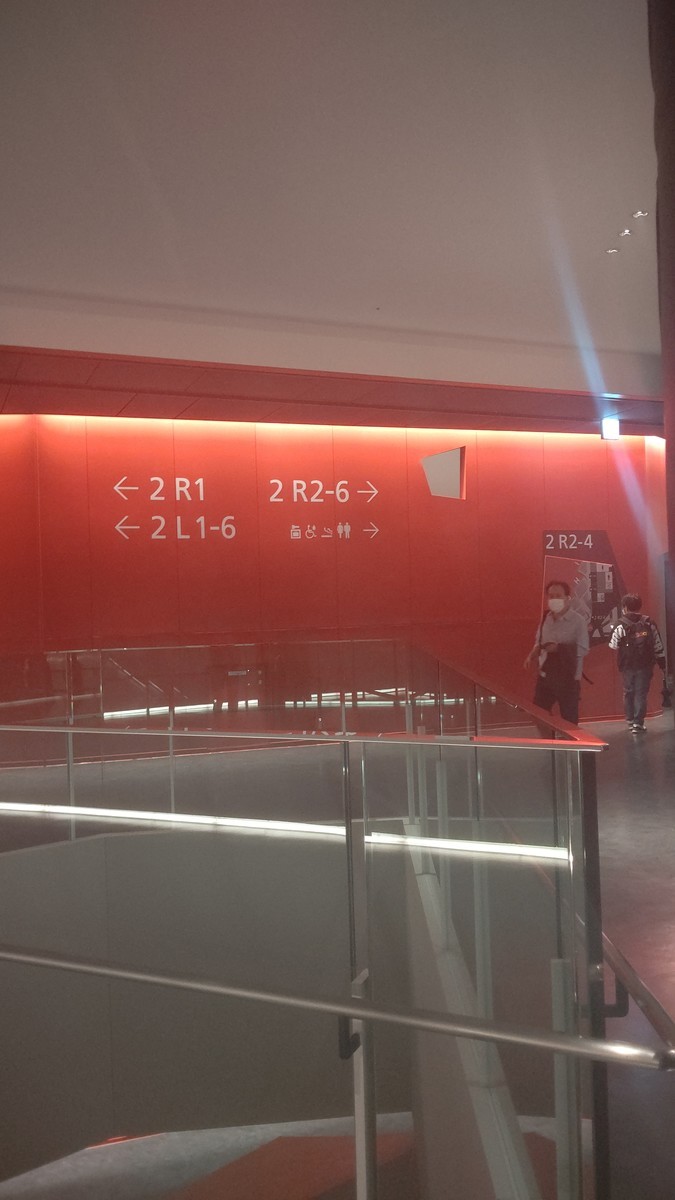 ← 2 R1
← 2 L1-6
2 R2-6 →
→
2 R2-4